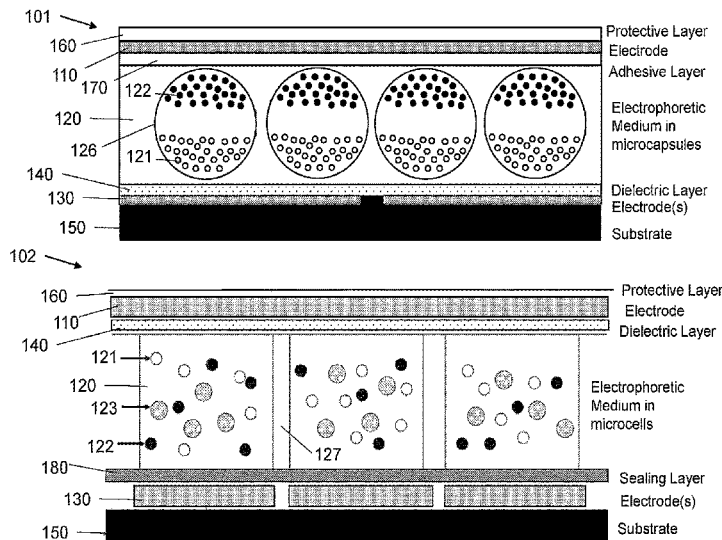 101
160
Protective Layer
110
Electrode
170
Adhesive Layer
122
120
Electrophoretic
Medium in
microcapsules
126
121
140
Dielectric Layer
130
Electrode(s)
150
Substrate
102
160
Protective Layer
110
Electrode
140
Dielectric Layer
121
120
Electrophoretic
Medium in
microcells
123
122
127
180
Sealing Layer
130
Electrode(s)
150
Substrate